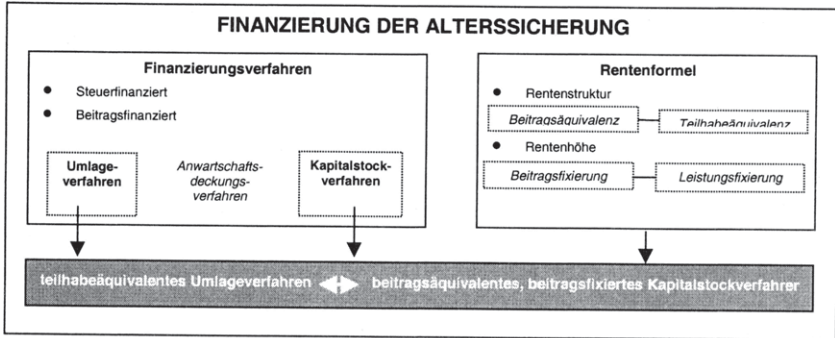 FINANZIERUNG DER ALTERSSICHERUNG
Finanzierungsverfahren
● Steuerfinanziert
● Beitragsfinanziert
Umlage-
verfahren
Anwartschafts-
deckungs-
verfahren
Kapitalstock-
verfahren
Rentenformel
● Rentenstruktur
Beitragsäquivalenz
Teilhabeäquivalenz
● Rentenhöhe
Beitragsfixierung
Leistungsfixierung
teilhabeäquivalentes Umlageverfahren
beitragsäquivalentes, beitragsfixiertes Kapitalstockverfahrer